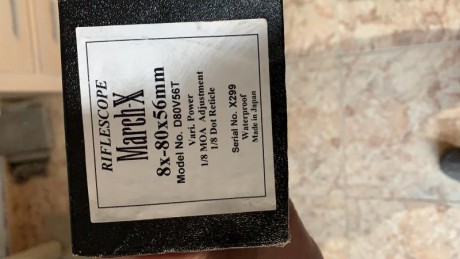 RIFLESCOPE
March-X
8x-80x56mm
Model No. D80V56T
Vari. Power
1/8 MOA Adjustment
1/8 Dot Reticle
Serial No. X299
Waterproof
Made in Japan